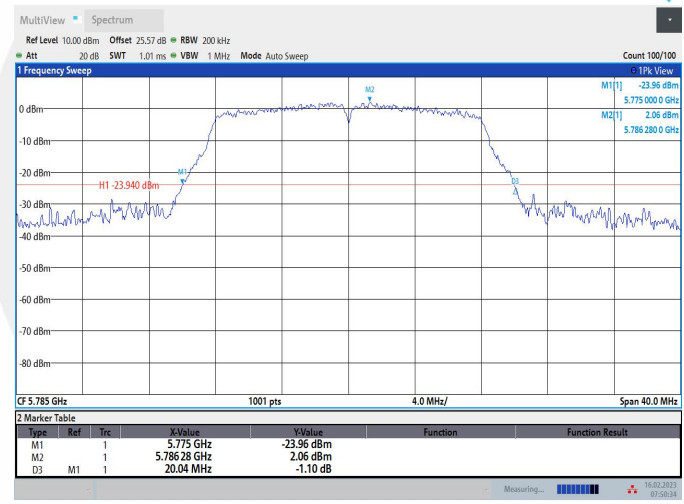 MultiView Spectrum
Ref Level 10.00 dBm Offset 25.57 dB RBW 200 kHz
Att 20 dB SWT 1.01 ms VBW 1 MHz Mode Auto Sweep Count 100/100
1 Frequency Sweep 1Pk View
M1[1] -23.96 dBm
5.775 000 0 GHz
M2[1] 2.06 dBm
5.786 280 0 GHz
M2
0 dBm
-10 dBm
-20 dBm
M1
D3
H1 -23.940 dBm
-30 dBm
-40 dBm
-50 dBm
-60 dBm
-70 dBm
-80 dBm
CF 5.785 GHz 1001 pts 4.0 MHz/ Span 40.0 MHz
2 Marker Table
Type Ref Trc X-Value Y-Value Function Function Result
M1 1 5.775 GHz -23.96 dBm
M2 1 5.786 28 GHz 2.06 dBm
D3 M1 1 20.04 MHz -1.10 dB
Measuring... 16.02.2023
07:50:34